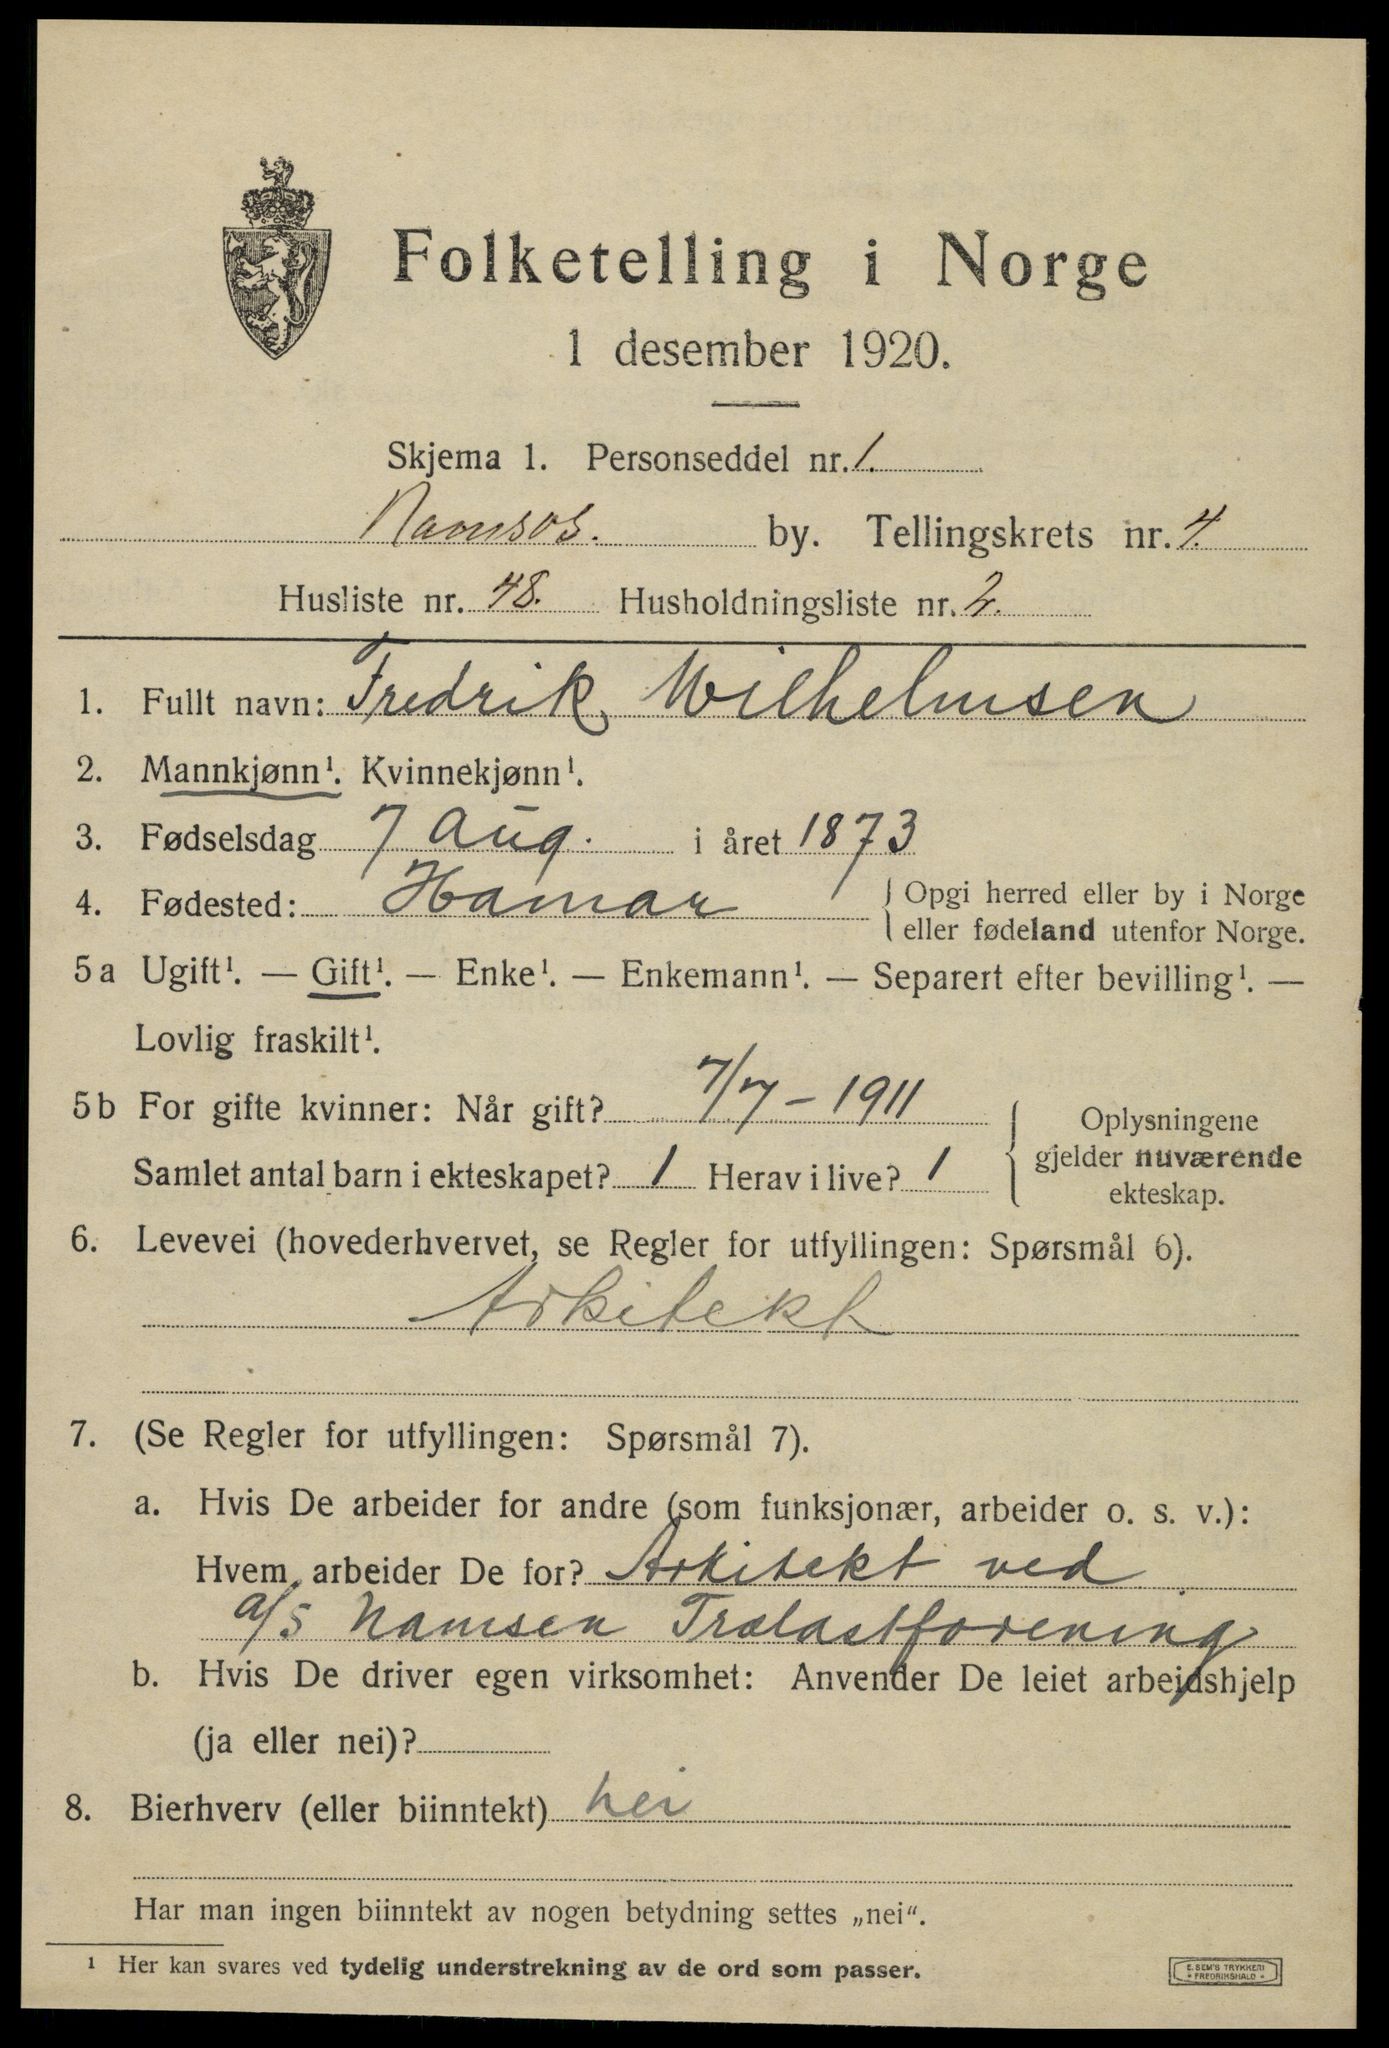 Folketelling i Norge
1 desember 1920.
Skjema 1. Personseddel nr. 1.
Namsos. by. Tellingskrets nr. 4.
Husliste nr. 48. Husholdningsliste nr. 2.
1. Fullt navn: Fredrik Wilhelmsen
2. Mannkjønn¹. Kvinnekjønn¹.
3. Fødselsdag 7 Aug. i året 1873
4. Fødested: Hamar { Opgi herred eller by i Norge
eller fødeland utenfor Norge.
5 a Ugift¹. — Gift¹. — Enke¹. — Enkemann¹. — Separert efter bevilling¹. —
Lovlig fraskilt¹.
5 b For gifte kvinner: Når gift? 7/7 - 1911
Samlet antal barn i ekteskapet? 1 Herav i live? 1
{ Oplysningene
gjelder nuværende
ekteskap.
6. Levevei (hovederhvervet, se Regler for utfyllingen: Spørsmål 6).
Arkitekt
7. (Se Regler for utfyllingen: Spørsmål 7).
a. Hvis De arbeider for andre (som funksjonær, arbeider o. s. v.):
Hvem arbeider De for? Arkitekt ved
a/s Namsen Trælastforening
b. Hvis De driver egen virksomhet: Anvender De leiet arbeidshjelp
(ja eller nei)?
8. Bierhverv (eller biinntekt) nei
Har man ingen biinntekt av nogen betydning settes „nei“.
¹ Her kan svares ved tydelig understrekning av de ord som passer.
E. SEM'S TRYKKERI
* FREDRIKSHALD *